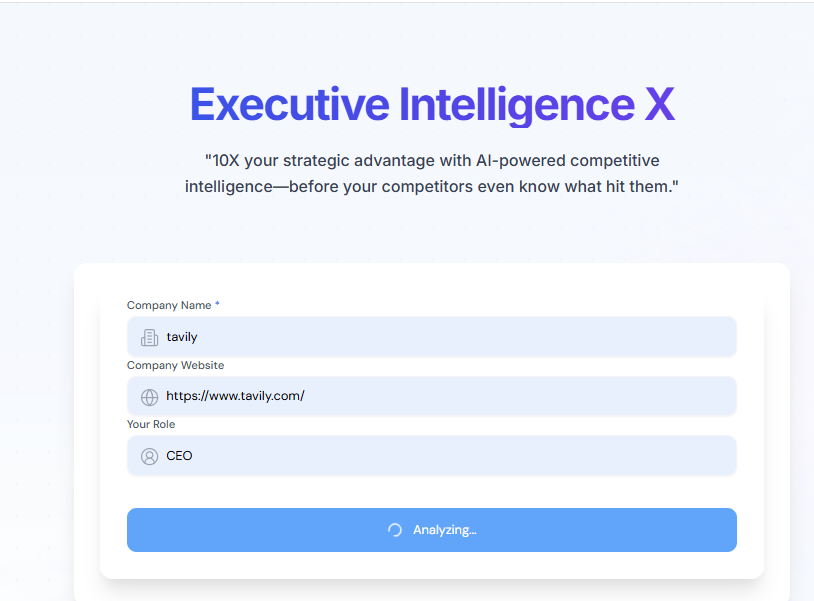 Executive Intelligence X
"10X your strategic advantage with AI-powered competitive
intelligence—before your competitors even know what hit them."
Company Name *
tavily
Company Website
https://www.tavily.com/
Your Role
CEO
Analyzing...